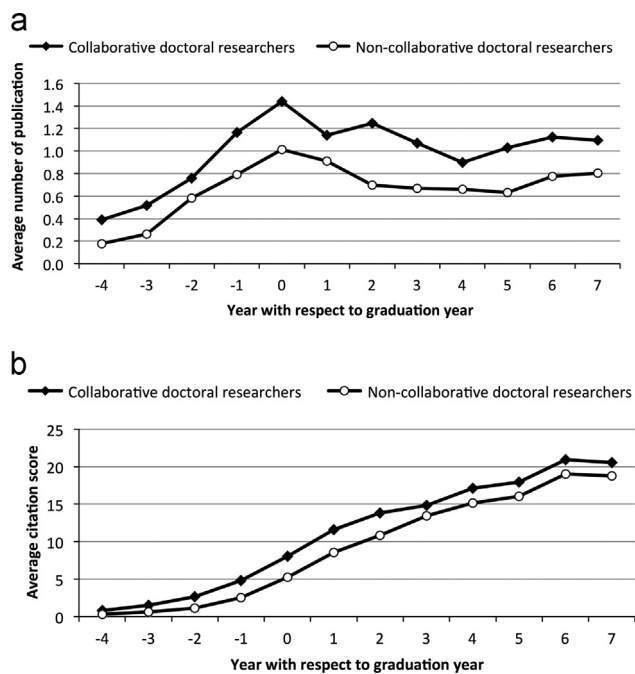 a
Collaborative doctoral researchers Non-collaborative doctoral researchers
Average number of publication
1.6
1.4
1.2
1.0
0.8
0.6
0.4
0.2
0.0
-4 -3 -2 -1 0 1 2 3 4 5 6 7
Year with respect to graduation year
b
Collaborative doctoral researchers Non-collaborative doctoral researchers
Average citation score
25
20
15
10
5
0
-4 -3 -2 -1 0 1 2 3 4 5 6 7
Year with respect to graduation year